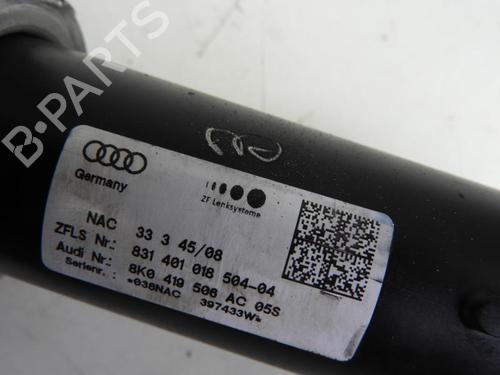 B-PARTS
Germany
ZF Lenksysteme
NAC 33 3 45/08
ZFLS Nr: 831 401 018 504-04
Audi Nr.: 8K0 419 506 AC 05S
Serienr.: *038NAC 397433W*